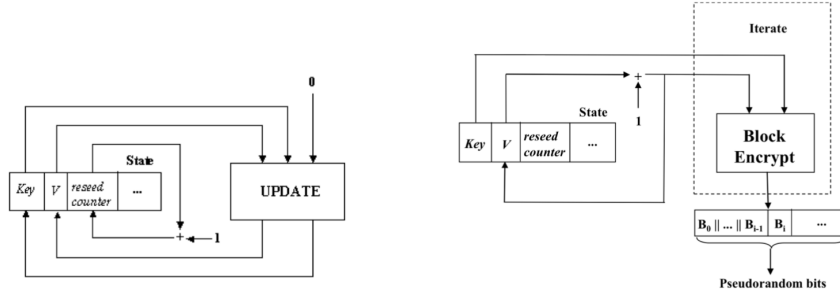 0
State
Key V reseed counter ...
UPDATE
1
Iterate
+
1
State
Key V reseed counter ...
Block
Encrypt
B₀ || ... || Bᵢ₋₁ Bᵢ ...
Pseudorandom bits